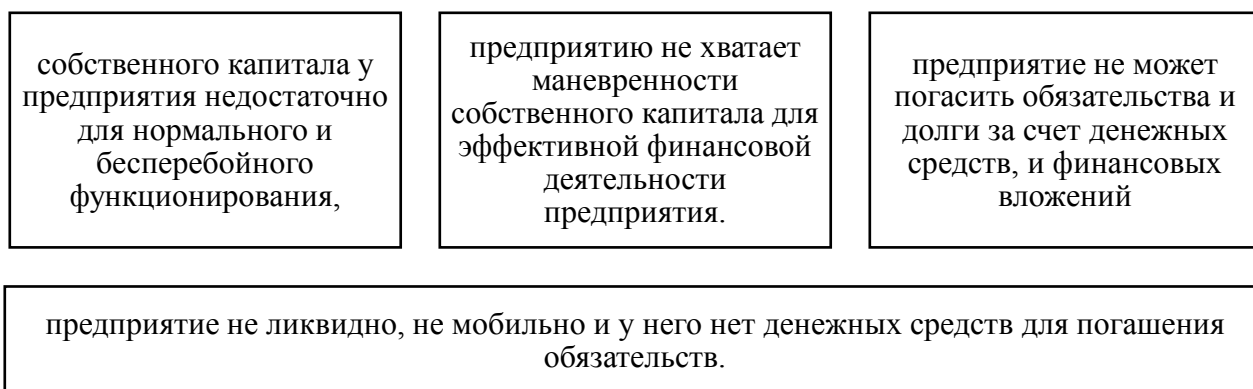 собственного капитала у
предприятия недостаточно
для нормального и
бесперебойного
функционирования,
предприятию не хватает
маневренности
собственного капитала для
эффективной финансовой
деятельности
предприятия.
предприятие не может
погасить обязательства и
долги за счет денежных
средств, и финансовых
вложений
предприятие не ликвидно, не мобильно и у него нет денежных средств для погашения
обязательств.